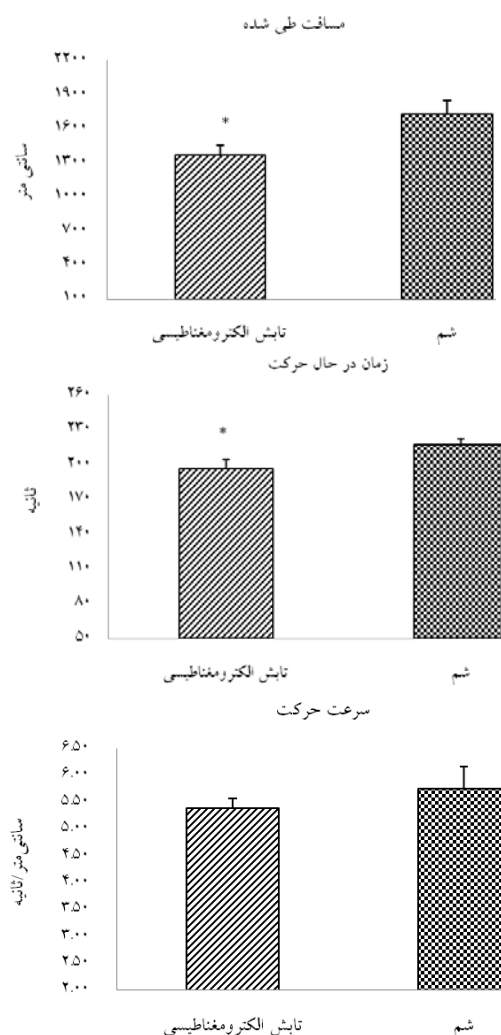 مسافت طی شده
۲۲۰۰
۱۹۰۰
۱۶۰۰
۱۳۰۰
۱۰۰۰
۷۰۰
۴۰۰
۱۰۰
سانتی متر
*
تابش الکترومغناطیسی
شم
زمان در حال حرکت
۲۶۰
۲۳۰
۲۰۰
۱۷۰
۱۴۰
۱۱۰
۸۰
۵۰
ثانیه
*
تابش الکترومغناطیسی
شم
سرعت حرکت
۶.۵۰
۶.۰۰
۵.۵۰
۵.۰۰
۴.۵۰
۴.۰۰
۳.۵۰
۳.۰۰
۲.۵۰
۲.۰۰
سانتی‌متر/ثانیه
تابش الکترومغناطیسی
شم